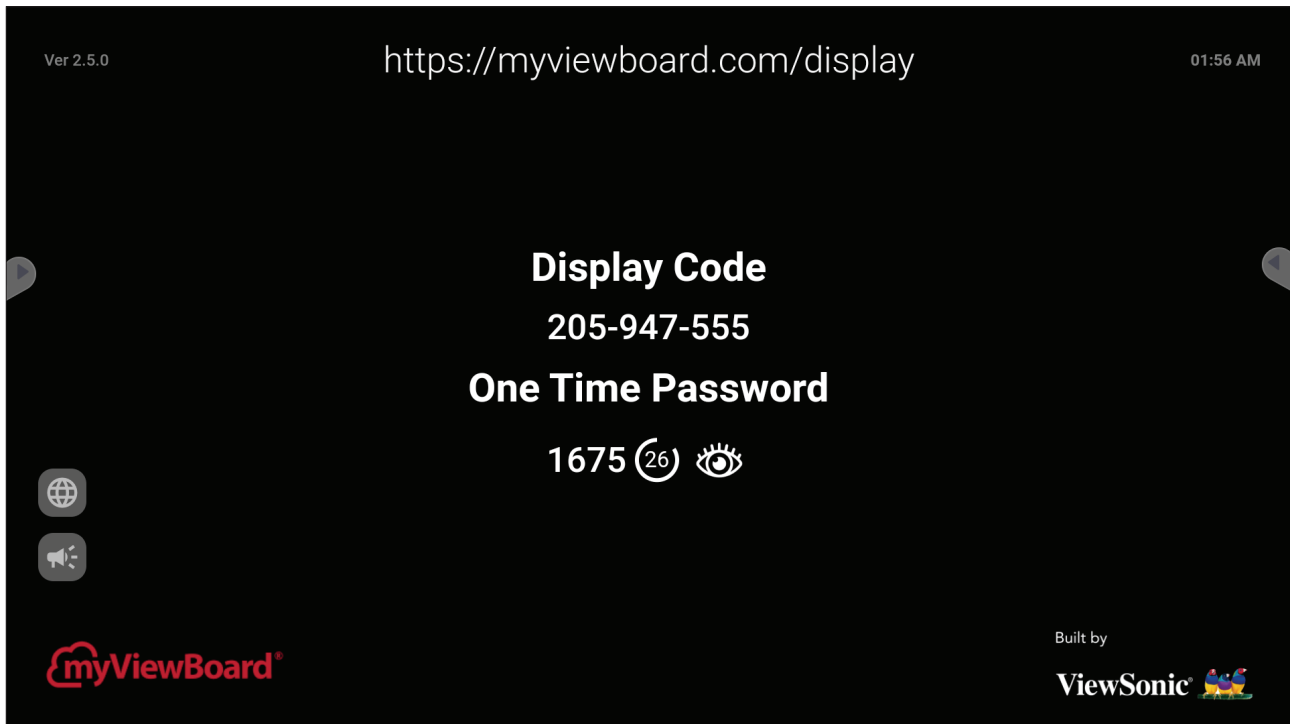 Ver 2.5.0
https://myviewboard.com/display
01:56 AM
Display Code
205-947-555
One Time Password
1675 26
Built by
myViewBoard®
ViewSonic®